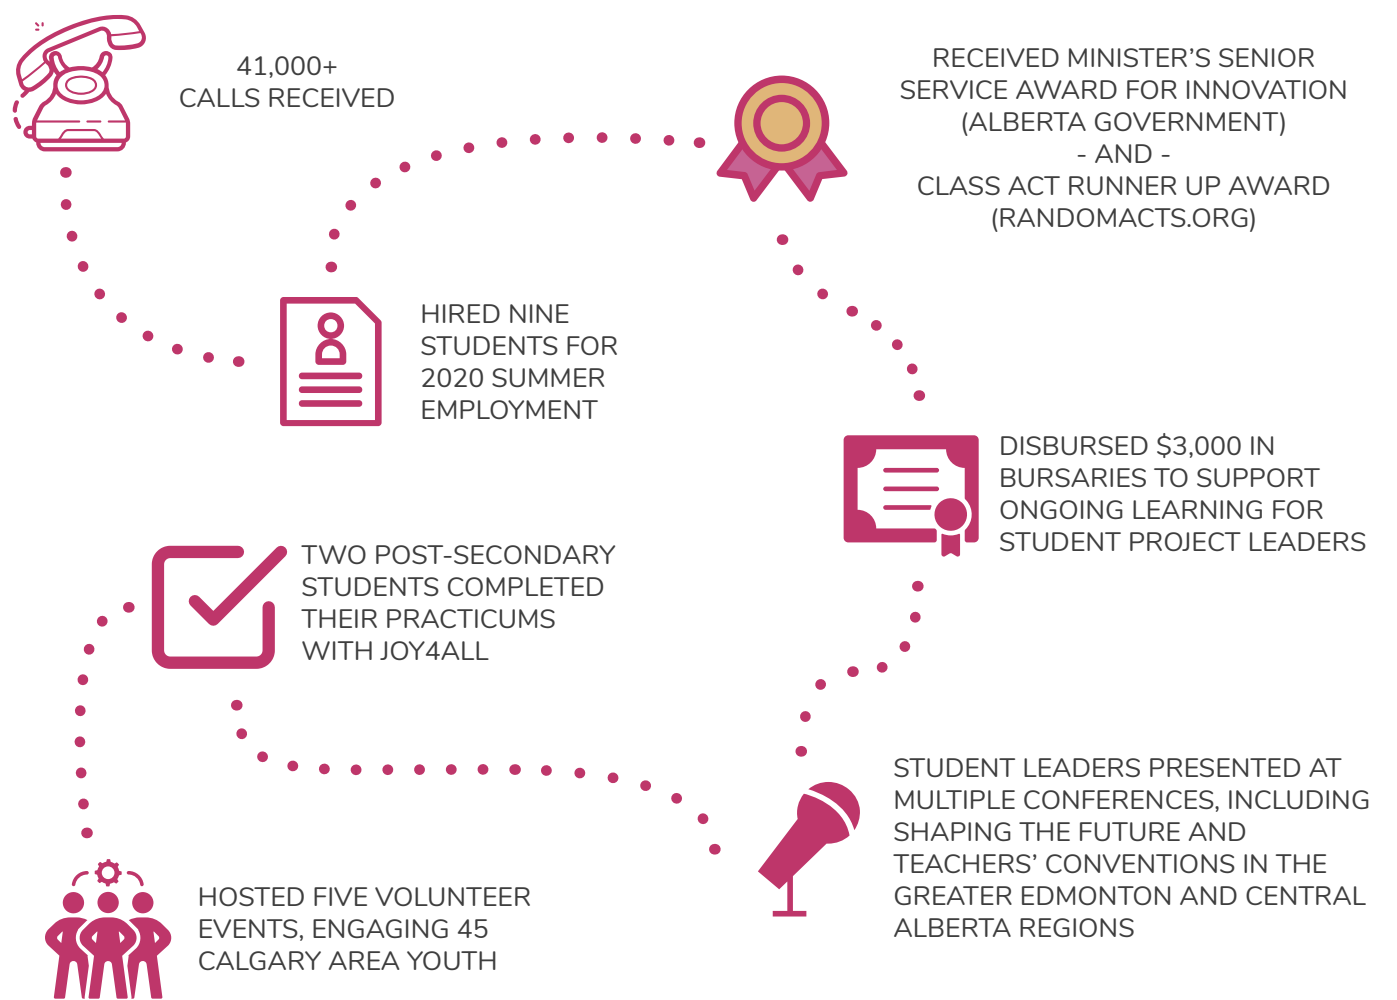 41,000+
CALLS RECEIVED
RECEIVED MINISTER’S SENIOR
SERVICE AWARD FOR INNOVATION
(ALBERTA GOVERNMENT)
- AND -
CLASS ACT RUNNER UP AWARD
(RANDOMACTS.ORG)
HIRED NINE
STUDENTS FOR
2020 SUMMER
EMPLOYMENT
DISBURSED $3,000 IN
BURSARIES TO SUPPORT
ONGOING LEARNING FOR
STUDENT PROJECT LEADERS
TWO POST-SECONDARY
STUDENTS COMPLETED
THEIR PRACTICUMS
WITH JOY4ALL
STUDENT LEADERS PRESENTED AT
MULTIPLE CONFERENCES, INCLUDING
SHAPING THE FUTURE AND
TEACHERS’ CONVENTIONS IN THE
GREATER EDMONTON AND CENTRAL
ALBERTA REGIONS
HOSTED FIVE VOLUNTEER
EVENTS, ENGAGING 45
CALGARY AREA YOUTH